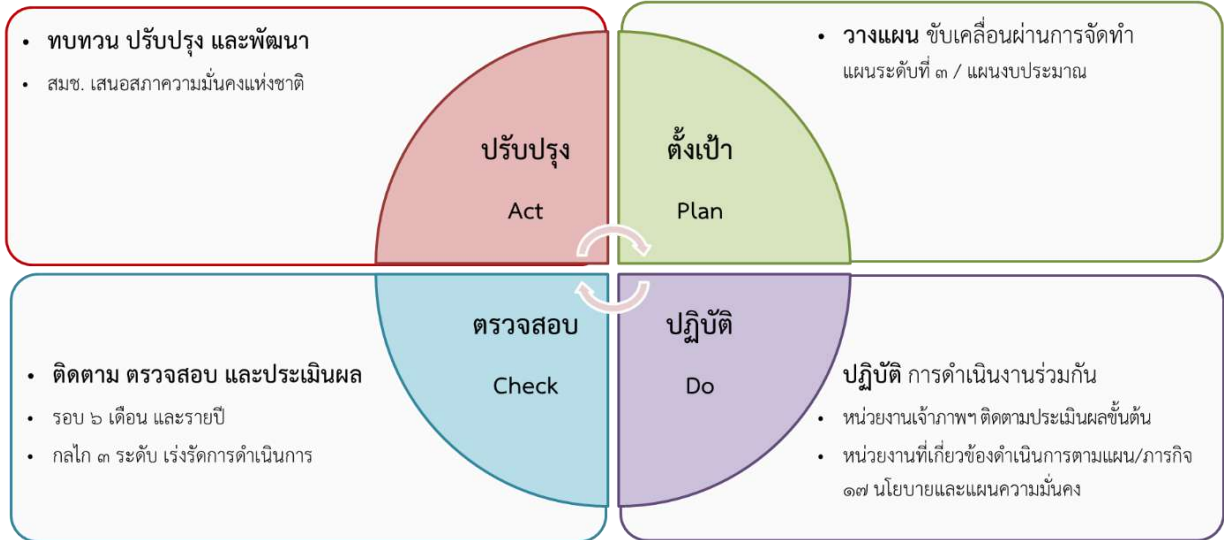 • ทบทวน ปรับปรุง และพัฒนา
• สมช. เสนอสภาความมั่นคงแห่งชาติ
• วางแผน ขับเคลื่อนผ่านการจัดทำ
แผนระดับที่ ๓ / แผนงบประมาณ
ปรับปรุง
Act
ตั้งเป้า
Plan
ตรวจสอบ
Check
ปฏิบัติ
Do
• ติดตาม ตรวจสอบ และประเมินผล
• รอบ ๖ เดือน และรายปี
• กลไก ๓ ระดับ เร่งรัดการดำเนินการ
ปฏิบัติ การดำเนินงานร่วมกัน
• หน่วยงานเจ้าภาพฯ ติดตามประเมินผลขั้นต้น
• หน่วยงานที่เกี่ยวข้องดำเนินการตามแผน/ภารกิจ
๑๗ นโยบายและแผนความมั่นคง